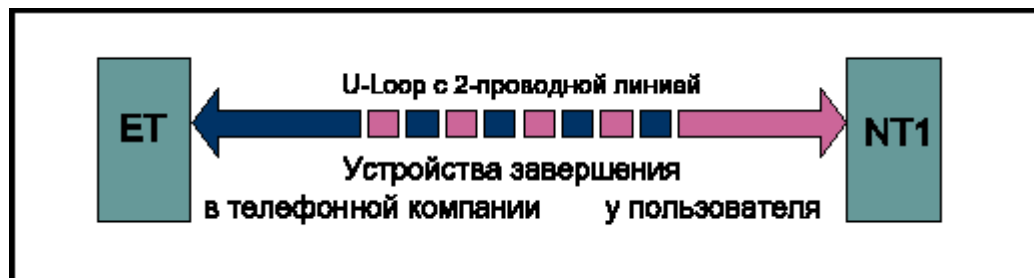 U-Loop с 2-проводной линией
ET
NT1
Устройства завершения
в телефонной компании у пользователя